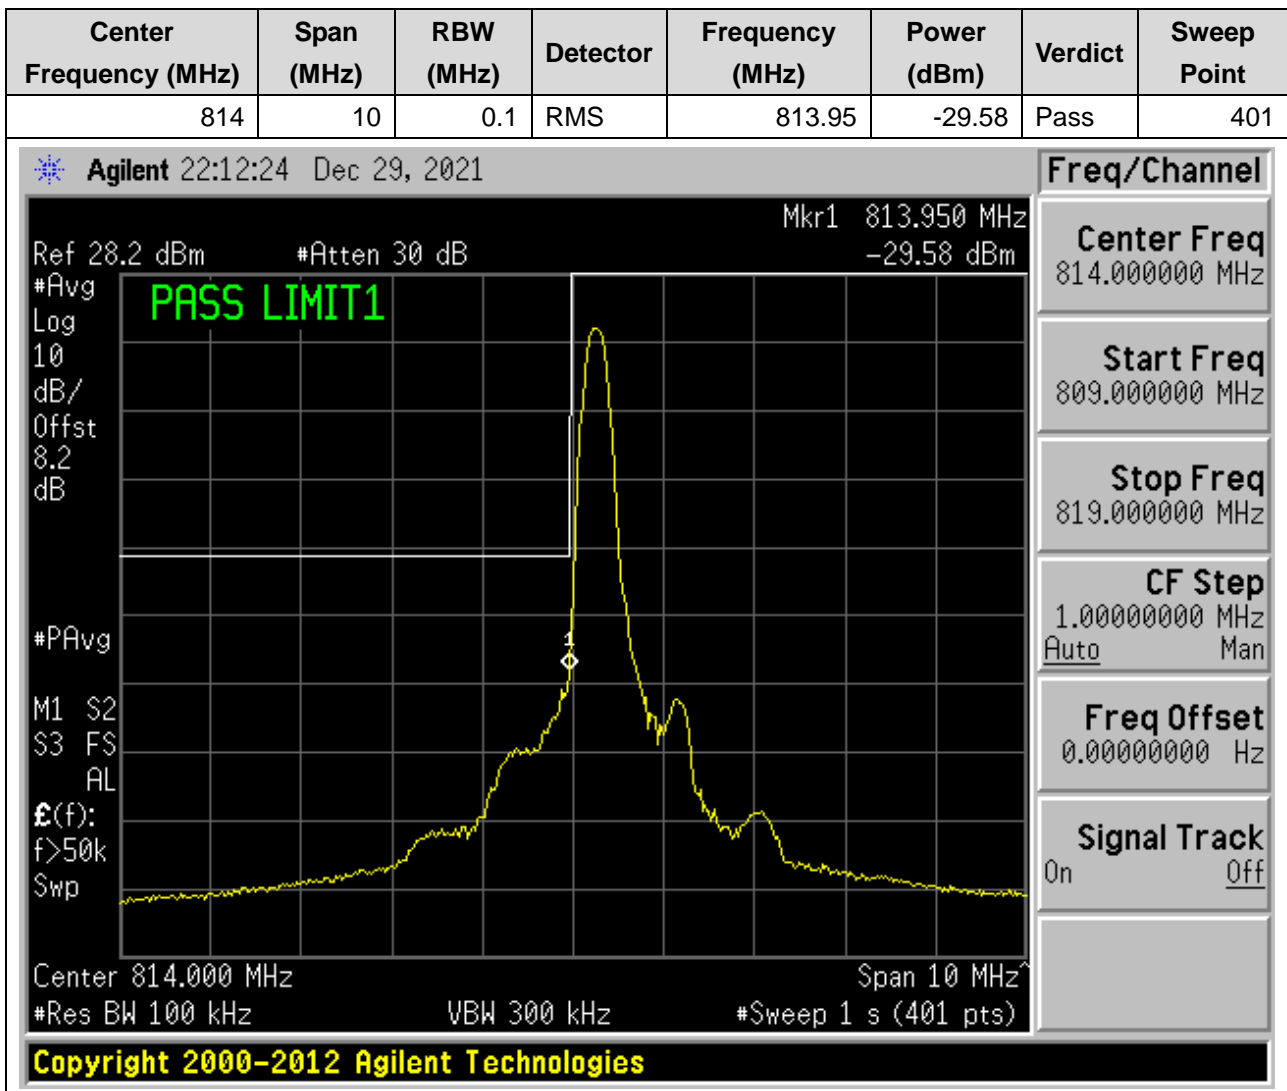 Center Frequency (MHz) Span (MHz) RBW (MHz) Detector Frequency (MHz) Power (dBm) Verdict Sweep Point
814 10 0.1 RMS 813.95 -29.58 Pass 401
Agilent 22:12:24 Dec 29, 2021
Mkr1 813.950 MHz
Ref 28.2 dBm #Atten 30 dB -29.58 dBm
#Avg
Log
10
dB/
Offst
8.2
dB
PASS LIMIT1
1
#PAvg
M1 S2
S3 FS
AL
£(f):
f>50k
Swp
Center 814.000 MHz Span 10 MHz^
#Res BW 100 kHz VBW 300 kHz #Sweep 1 s (401 pts)
Freq/Channel
Center Freq
814.000000 MHz
Start Freq
809.000000 MHz
Stop Freq
819.000000 MHz
CF Step
1.00000000 MHz
Auto Man
Freq Offset
0.00000000 Hz
Signal Track
On Off
Copyright 2000-2012 Agilent Technologies